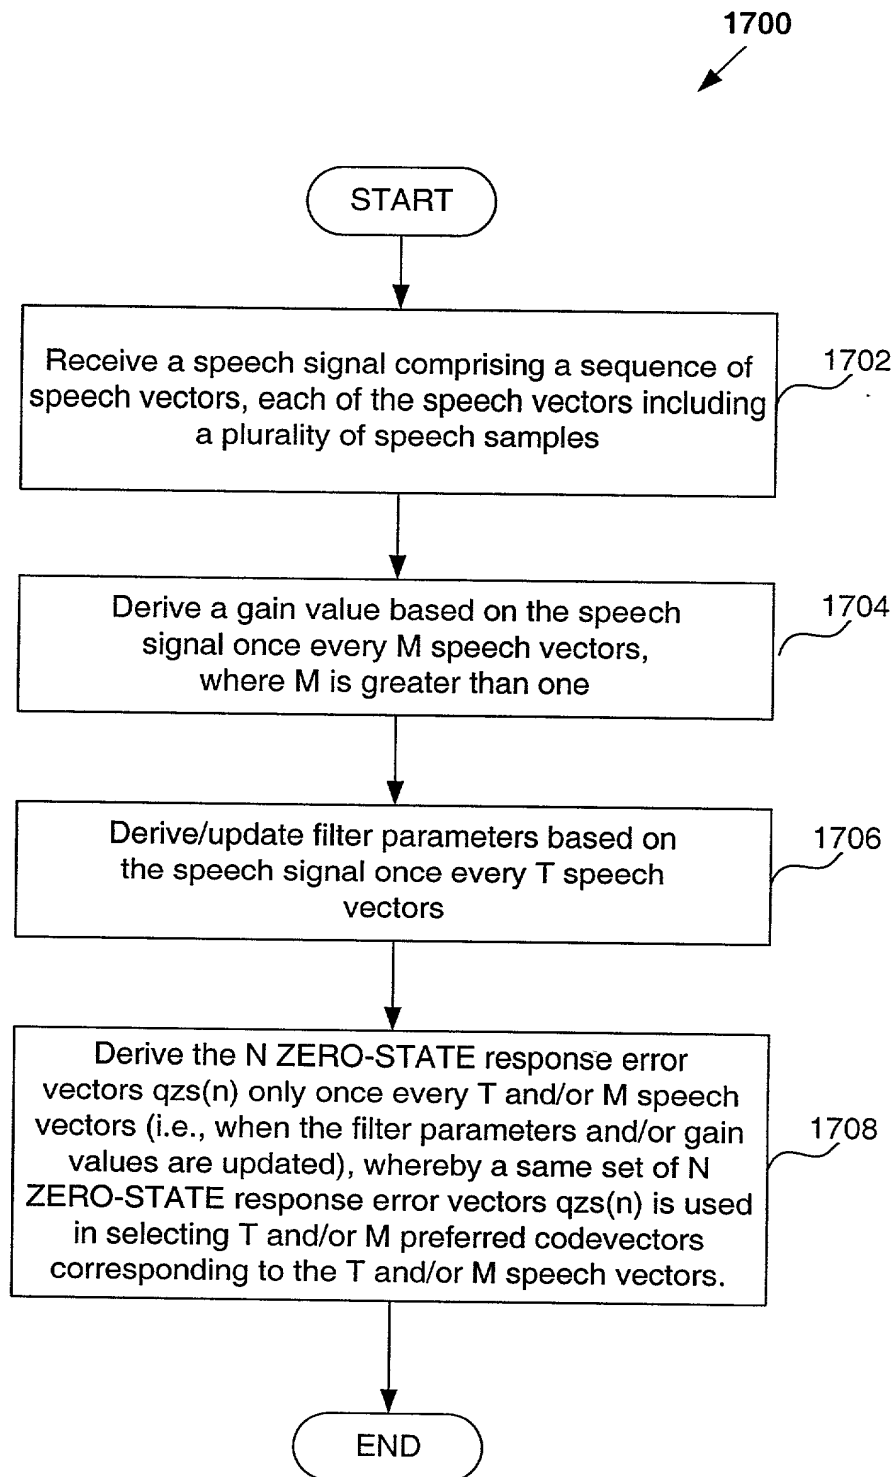 1700
START
Receive a speech signal comprising a sequence of
speech vectors, each of the speech vectors including
a plurality of speech samples
1702
Derive a gain value based on the speech
signal once every M speech vectors,
where M is greater than one
1704
Derive/update filter parameters based on
the speech signal once every T speech
vectors
1706
Derive the N ZERO-STATE response error
vectors qzs(n) only once every T and/or M speech
vectors (i.e., when the filter parameters and/or gain
values are updated), whereby a same set of N
ZERO-STATE response error vectors qzs(n) is used
in selecting T and/or M preferred codevectors
corresponding to the T and/or M speech vectors.
1708
END